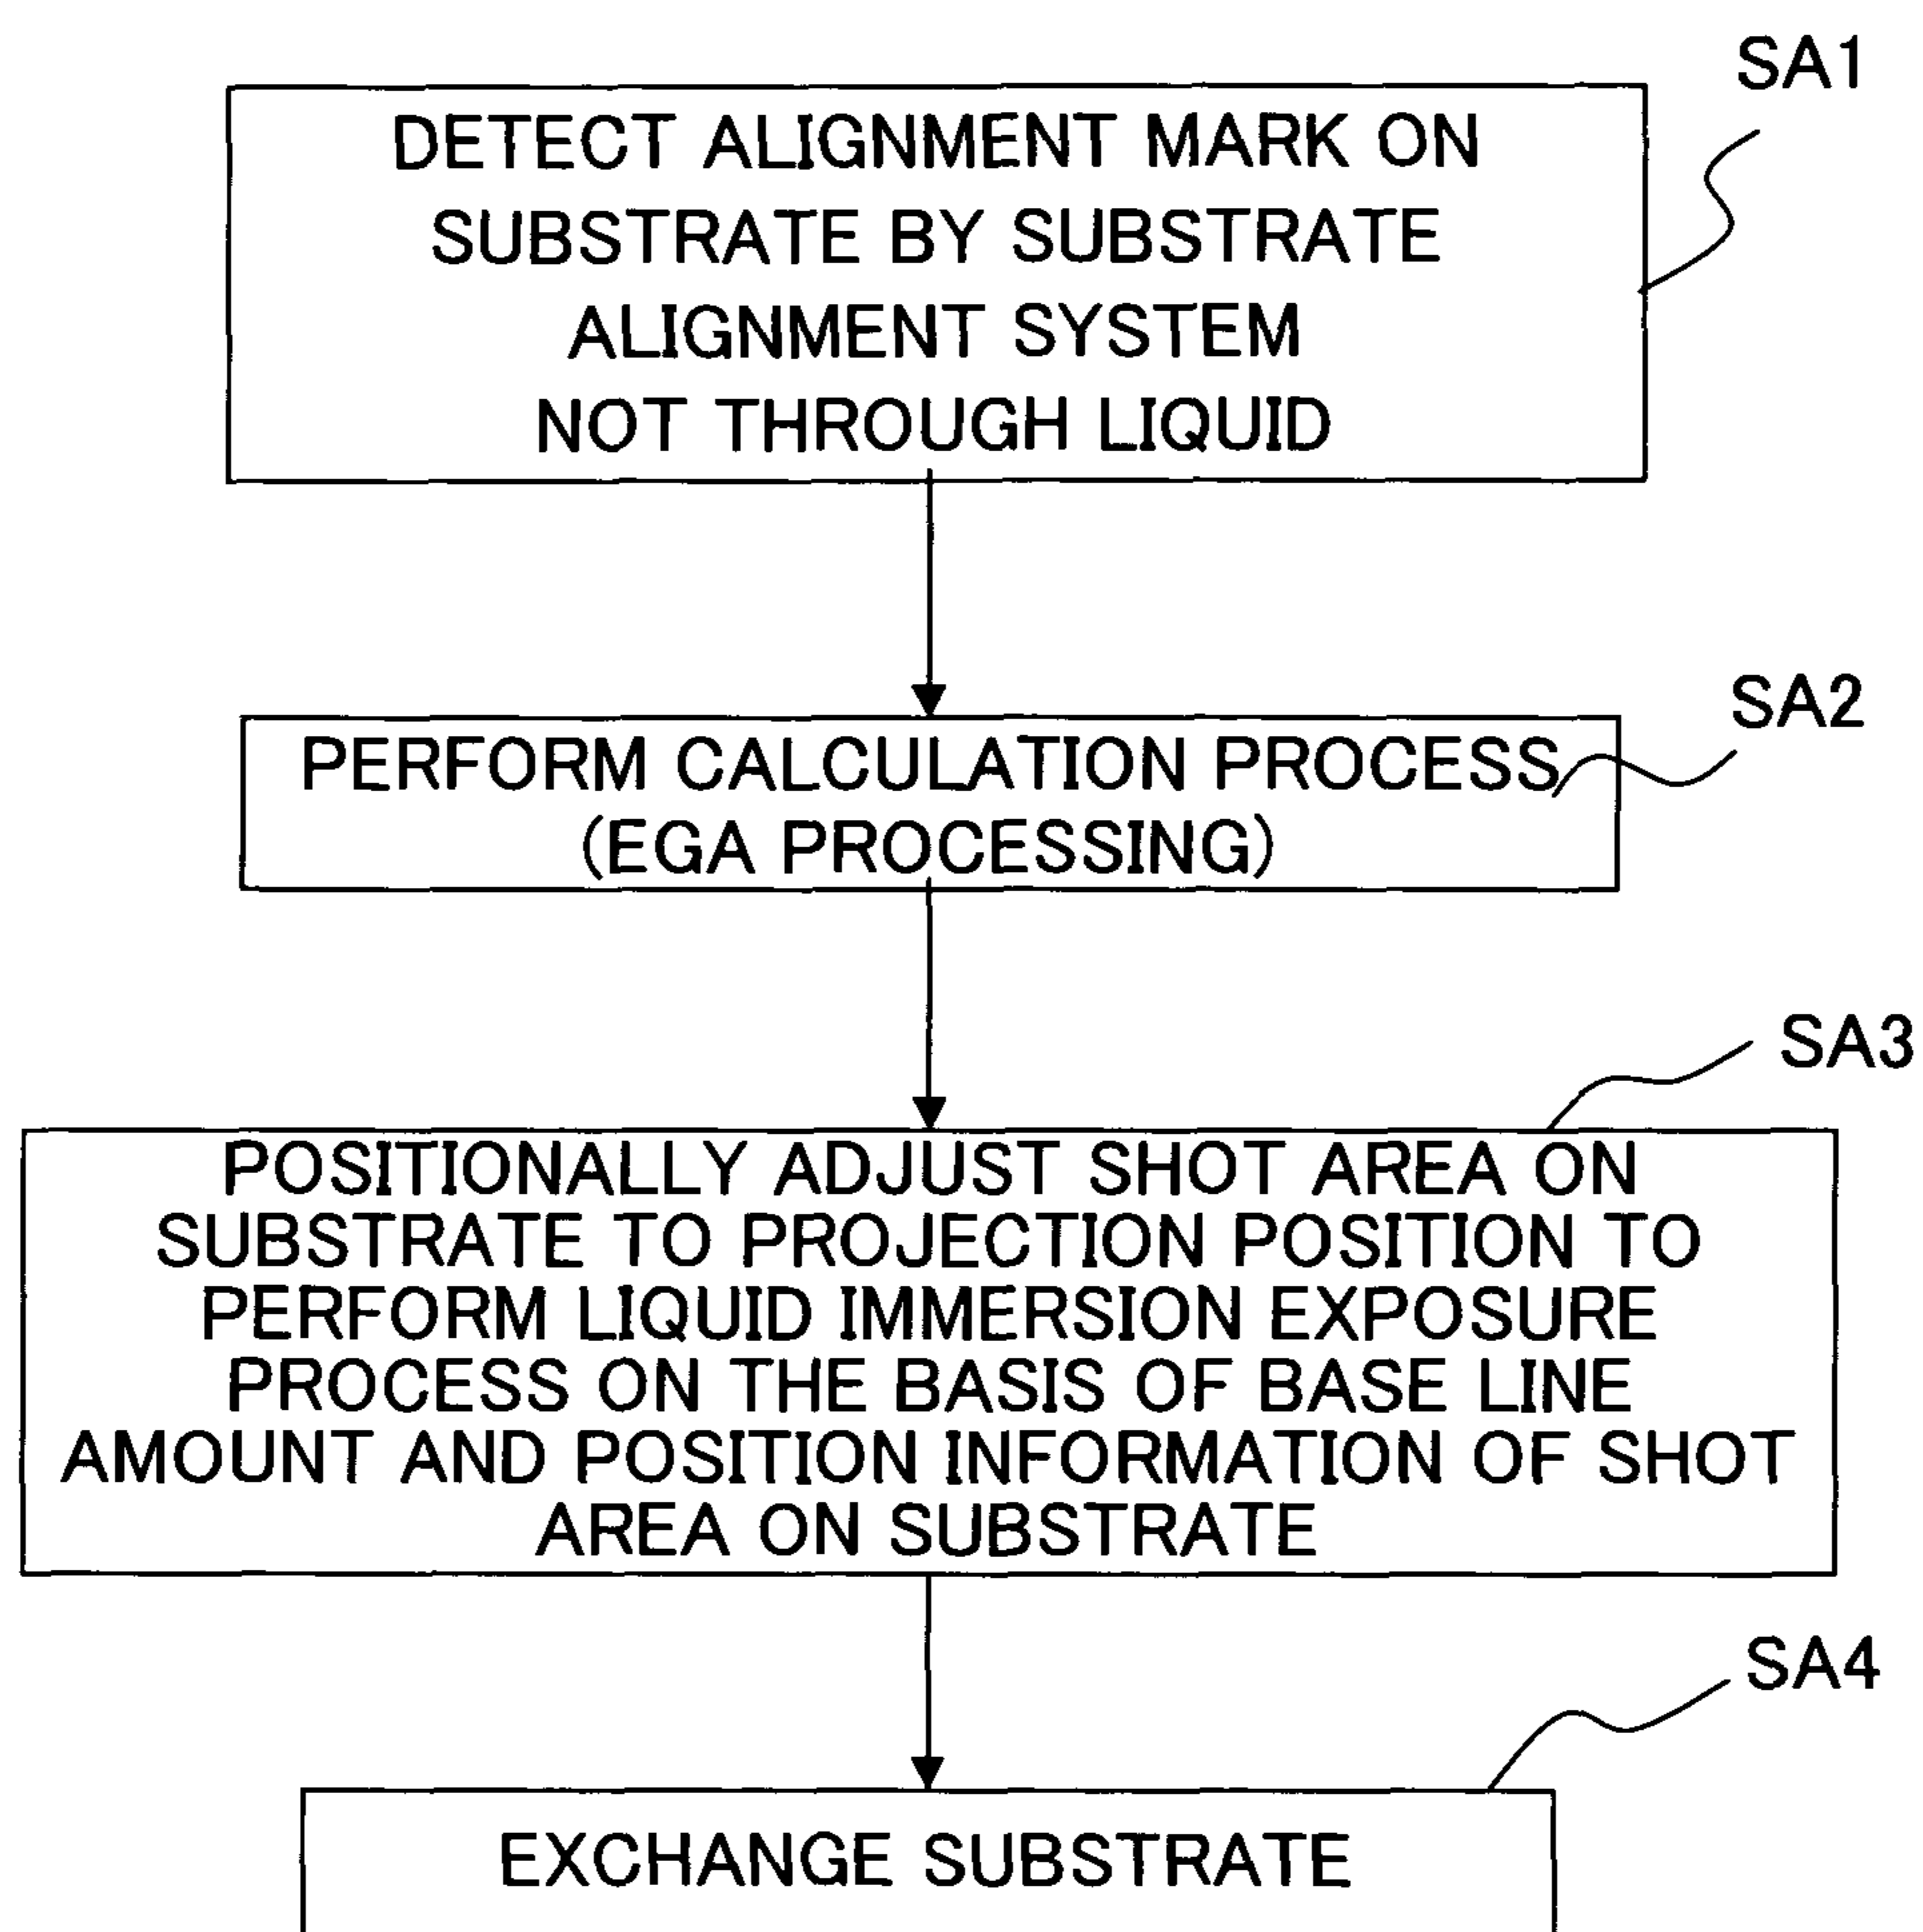 SA1
DETECT ALIGNMENT MARK ON
SUBSTRATE BY SUBSTRATE
ALIGNMENT SYSTEM
NOT THROUGH LIQUID
SA2
PERFORM CALCULATION PROCESS
(EGA PROCESSING)
SA3
POSITIONALLY ADJUST SHOT AREA ON
SUBSTRATE TO PROJECTION POSITION TO
PERFORM LIQUID IMMERSION EXPOSURE
PROCESS ON THE BASIS OF BASE LINE
AMOUNT AND POSITION INFORMATION OF SHOT
AREA ON SUBSTRATE
SA4
EXCHANGE SUBSTRATE